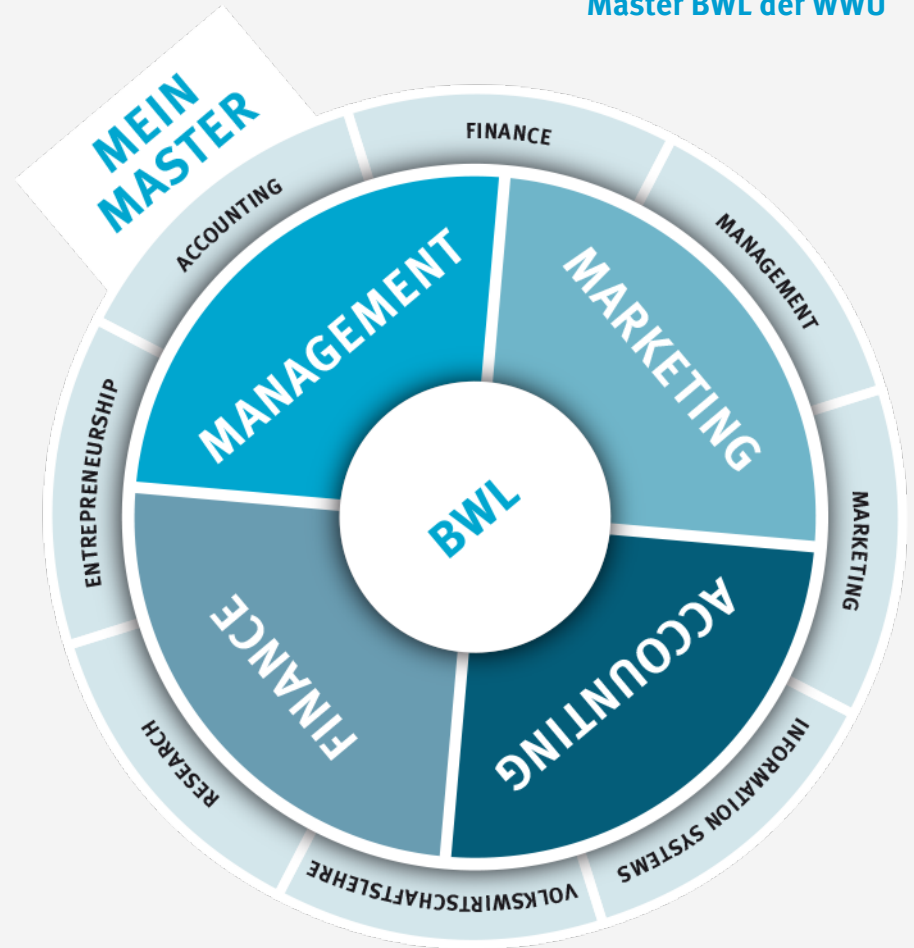 Master BWL der WWU
MEIN
MASTER
FINANCE
MANAGEMENT
MARKETING
INFORMATION SYSTEMS
VOLKSWIRTSCHAFTSLEHRE
RESEARCH
ENTREPRENEURSHIP
ACCOUNTING
MANAGEMENT
MARKETING
ACCOUNTING
FINANCE
BWL